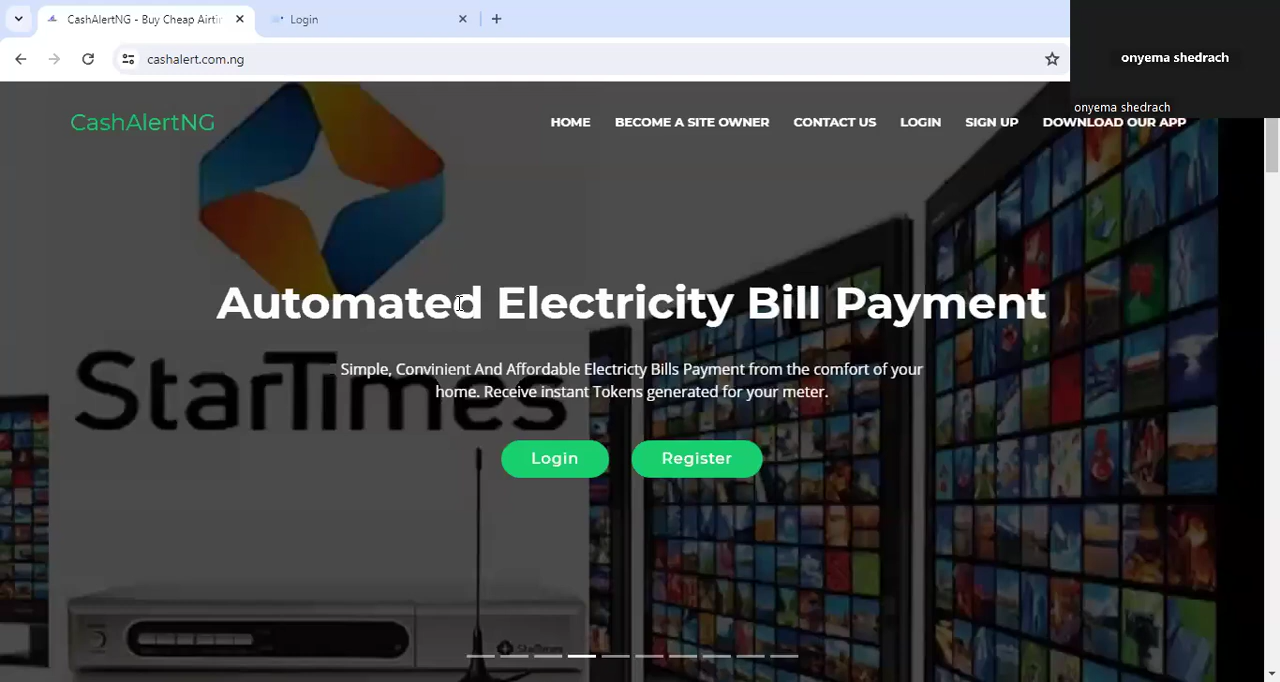 CashAlertNG - Buy Cheap Airtir
Login
cashalert.com.ng
onyema shedrach
onyema shedrach
CashAlertNG
HOME BECOME A SITE OWNER CONTACT US LOGIN SIGN UP DOWNLOAD OUR APP
Automated Electricity Bill Payment
StarTimes
Simple, Convinient And Affordable Electricty Bills Payment from the comfort of your
home. Receive instant Tokens generated for your meter.
Login Register
StarTimes